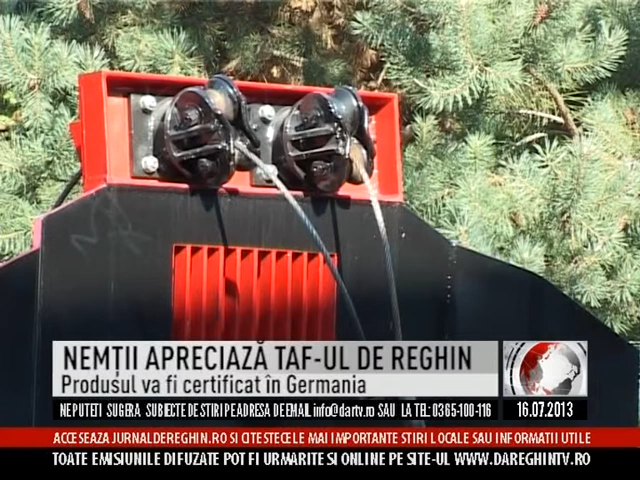 NEMȚII APRECIAZĂ TAF-UL DE REGHIN
Produsul va fi certificat în Germania
NE PUTETI SUGERA SUBIECTE DE STIRI PE ADRESA DE EMAIL info@dartv.ro SAU LA TEL: 0365-100-116
16.07.2013
ACCESEAZA JURNALDEREGHIN.RO SI CITESTE CELE MAI IMPORTANTE STIRI LOCALE SAU INFORMATII UTILE
TOATE EMISIUNILE DIFUZATE POT FI URMARITE SI ONLINE PE SITE-UL WWW.DAREGHINTV.RO